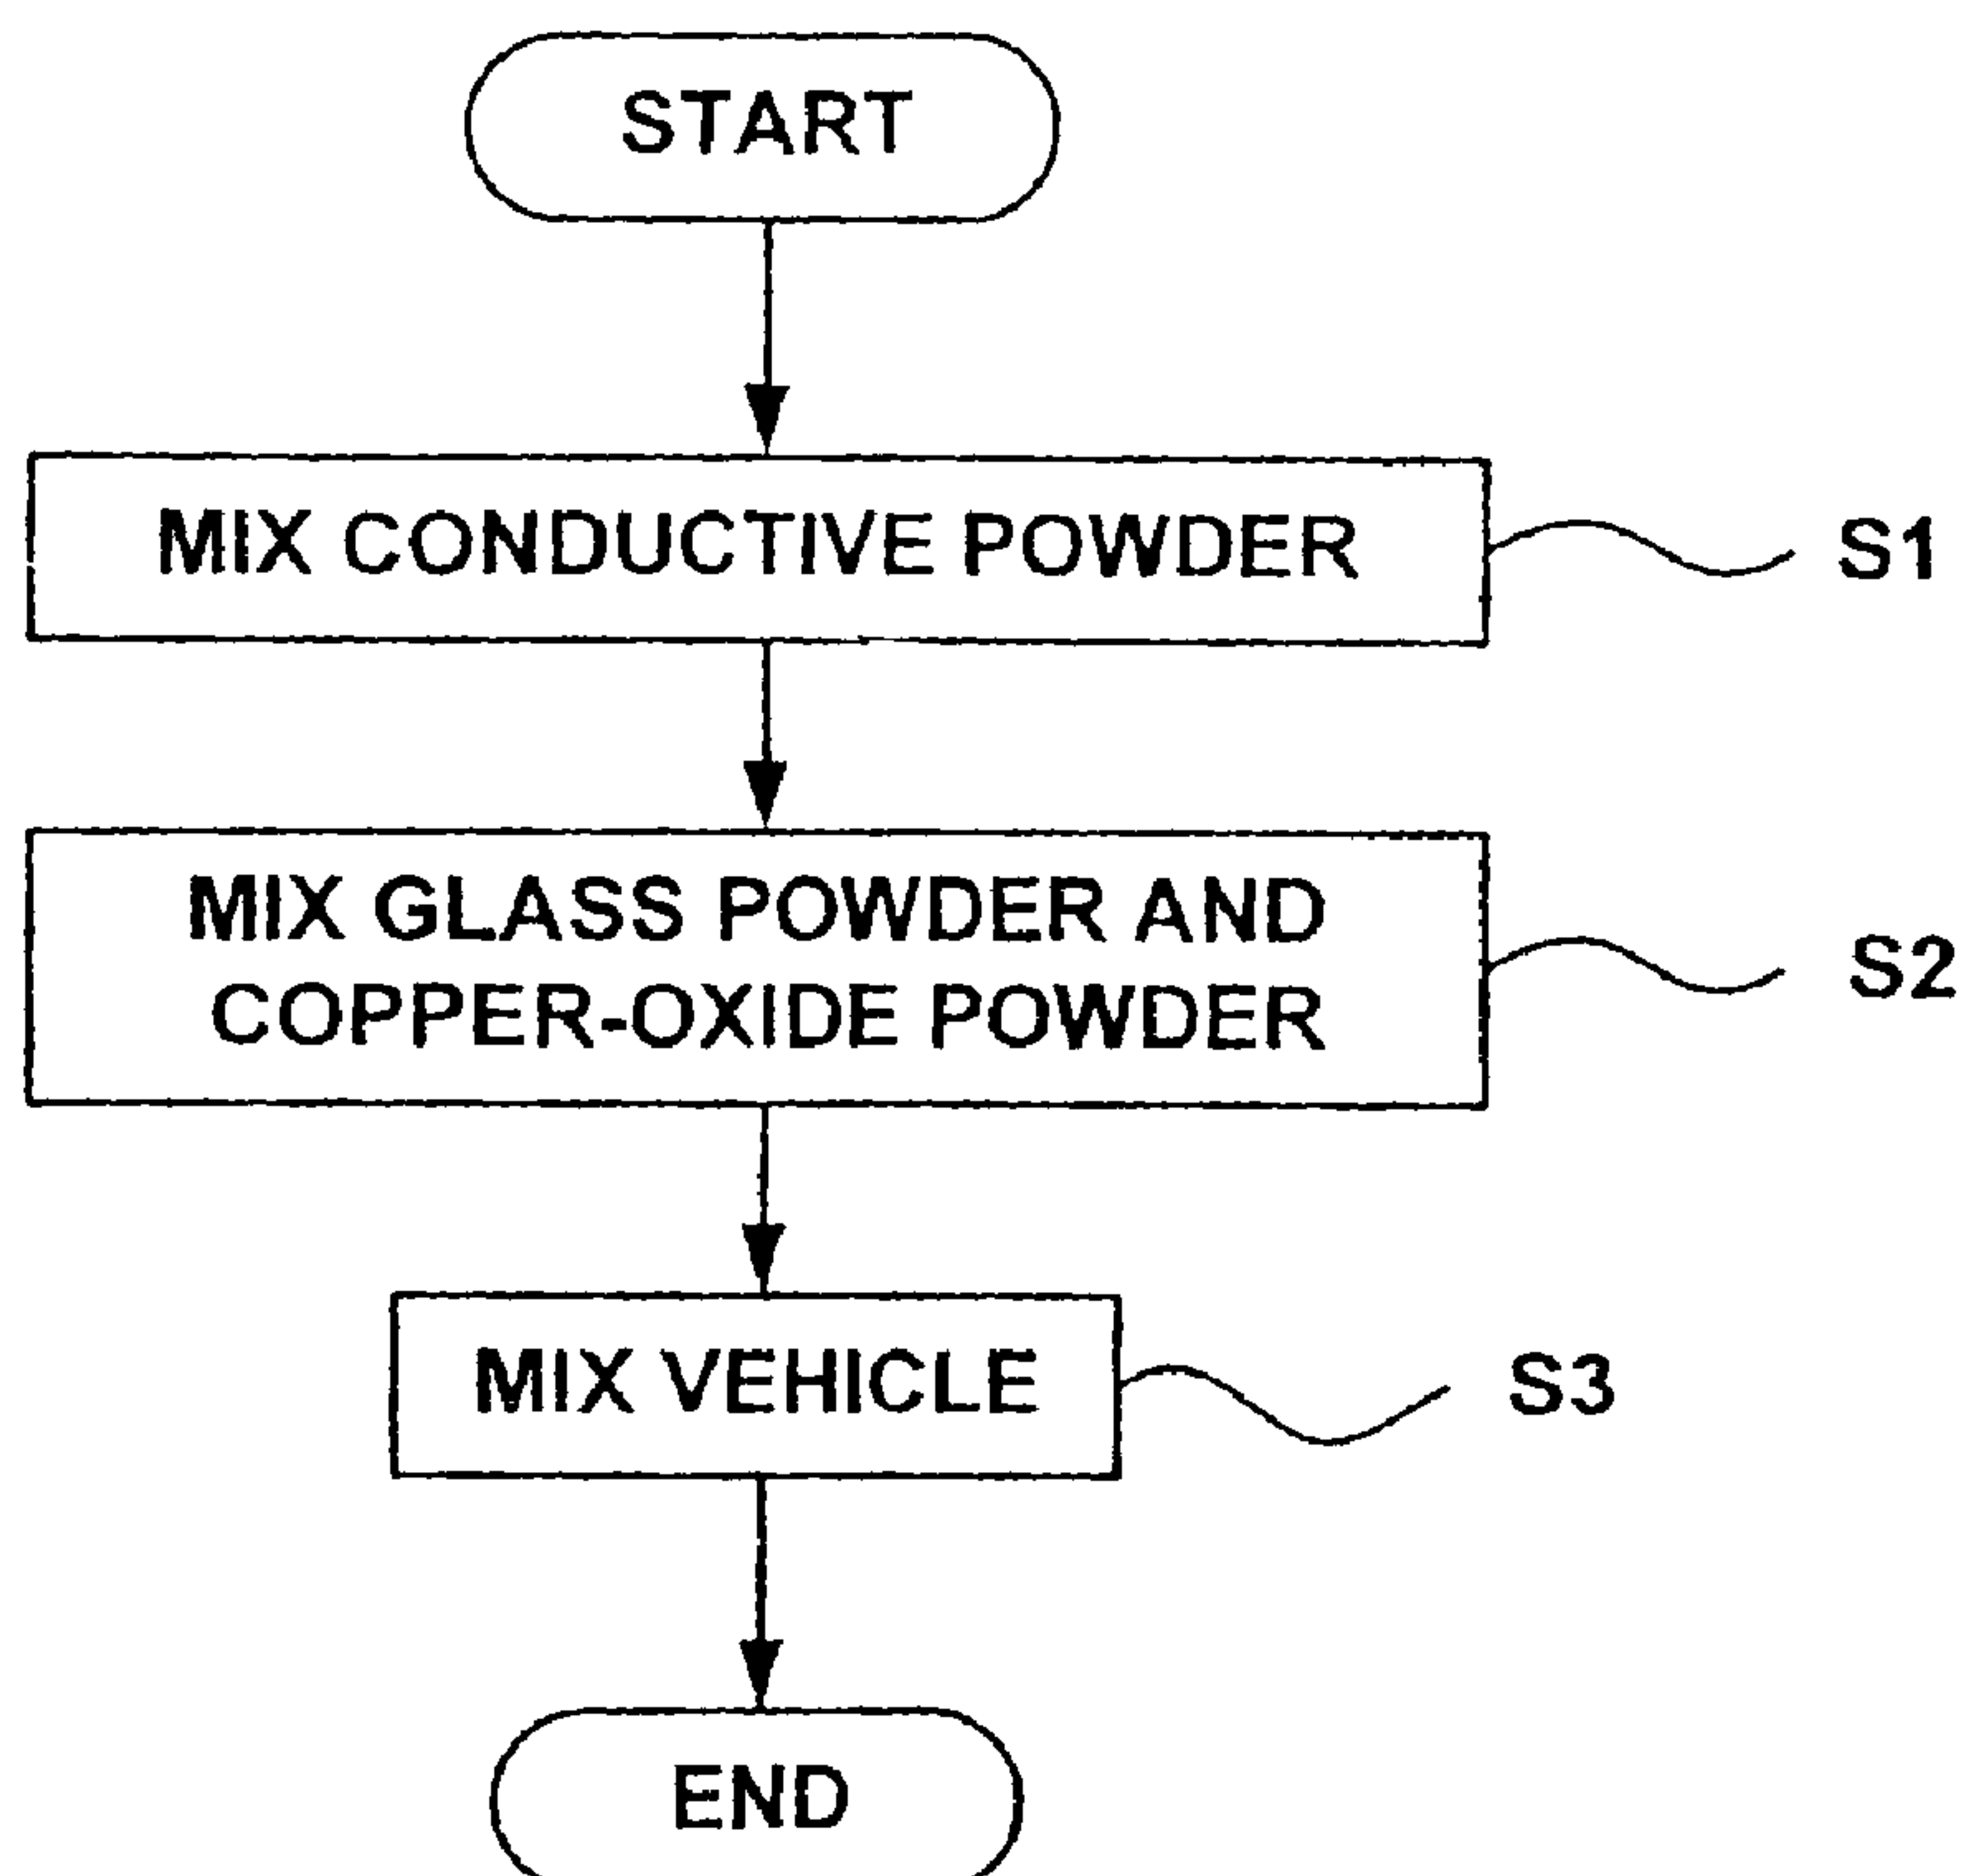 START
MIX CONDUCTIVE POWDER
S1
MIX GLASS POWDER AND
COPPER-OXIDE POWDER
S2
MIX VEHICLE
S3
END